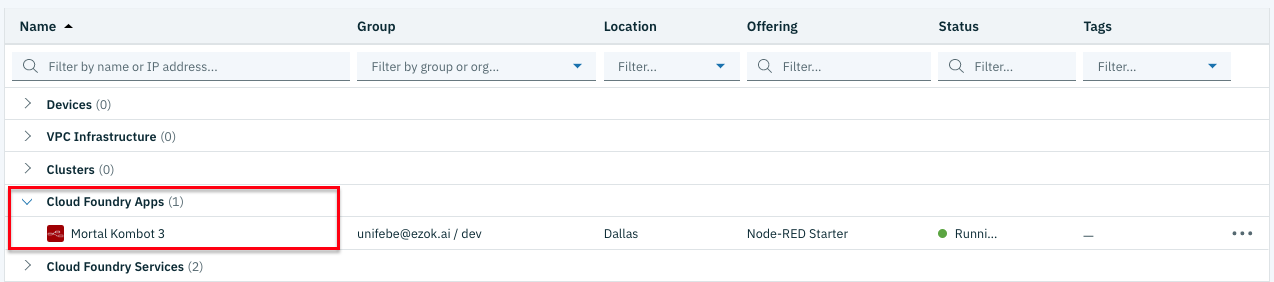 Name Group Location Offering Status Tags
Filter by name or IP address... Filter by group or org... Filter... Filter... Filter... Filter...
Devices (0)
VPC Infrastructure (0)
Clusters (0)
Cloud Foundry Apps (1)
Mortal Kombot 3 unifebe@ezok.ai / dev Dallas Node-RED Starter Runni... —
Cloud Foundry Services (2)